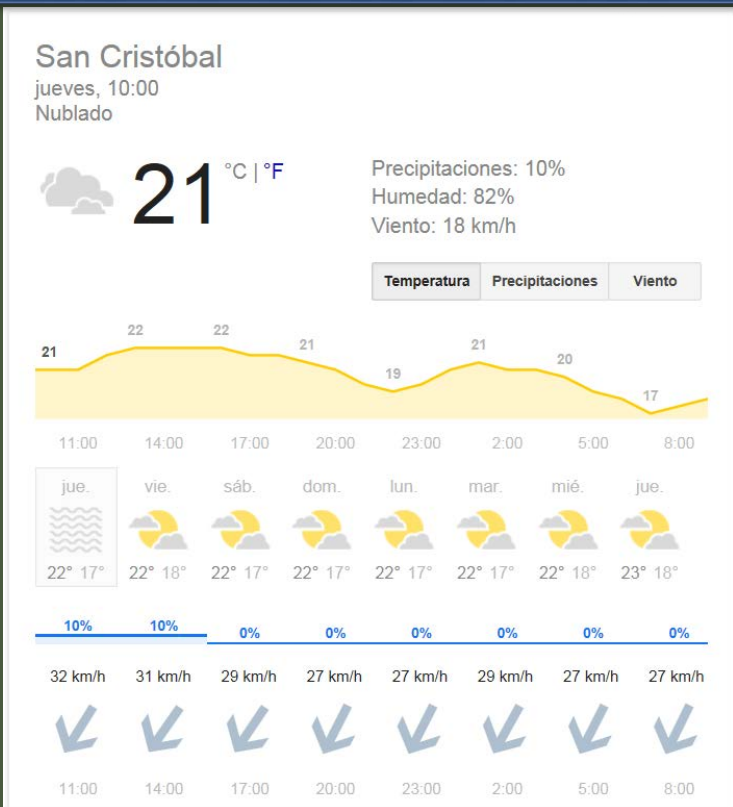 San Cristóbal
jueves, 10:00
Nublado
21 °C | °F
Precipitaciones: 10%
Humedad: 82%
Viento: 18 km/h
Temperatura Precipitaciones Viento
21 22 22 21 19 21 20 17
11:00 14:00 17:00 20:00 23:00 2:00 5:00 8:00
jue. vie. sáb. dom. lun. mar. mié. jue.
22° 17° 22° 18° 22° 17° 22° 17° 22° 17° 22° 17° 22° 18° 23° 18°
10% 10% 0% 0% 0% 0% 0% 0%
32 km/h 31 km/h 29 km/h 27 km/h 27 km/h 29 km/h 27 km/h 27 km/h
11:00 14:00 17:00 20:00 23:00 2:00 5:00 8:00